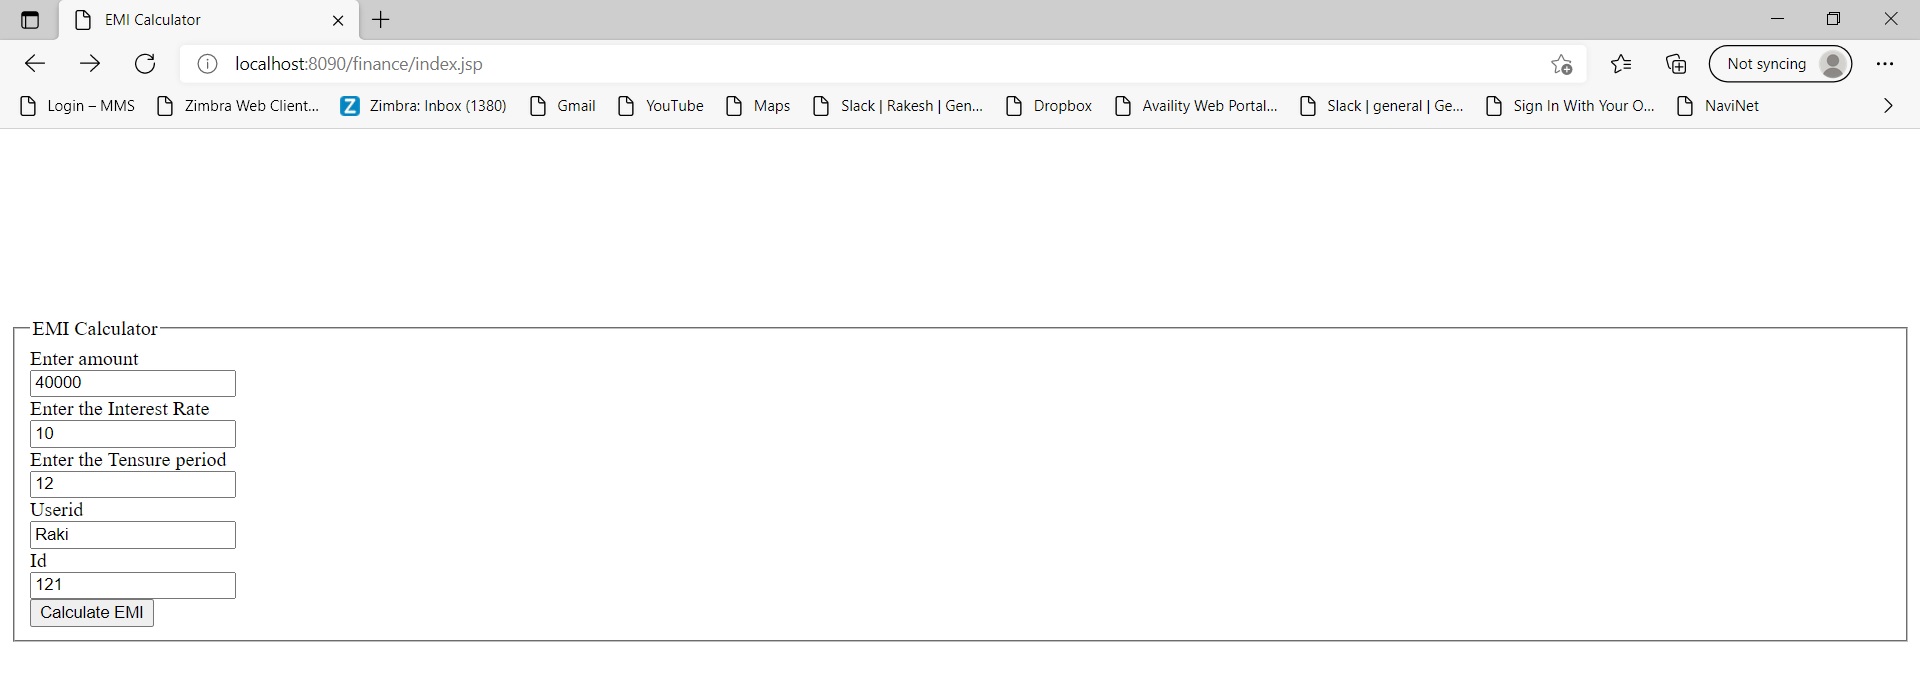 EMI Calculator
localhost:8090/finance/index.jsp
Not syncing
Login – MMS
Zimbra Web Client...
Z
Zimbra: Inbox (1380)
Gmail
YouTube
Maps
Slack | Rakesh | Gen...
Dropbox
Availity Web Portal...
Slack | general | Ge...
Sign In With Your O...
NaviNet
EMI Calculator
Enter amount
40000
Enter the Interest Rate
10
Enter the Tensure period
12
Userid
Raki
Id
121
Calculate EMI